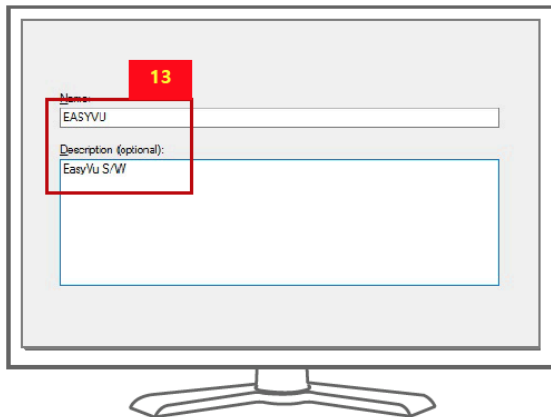 13
Name:
EASYVU
Description (optional):
EasyVu S/W